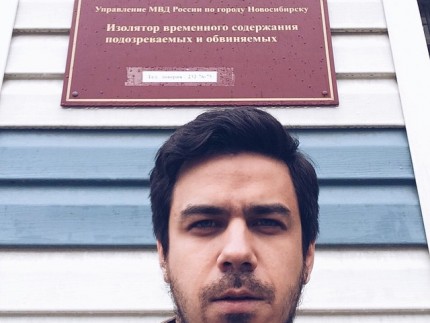 Управление МВД России по городу Новосибирску
Изолятор временного содержания
подозреваемых и обвиняемых